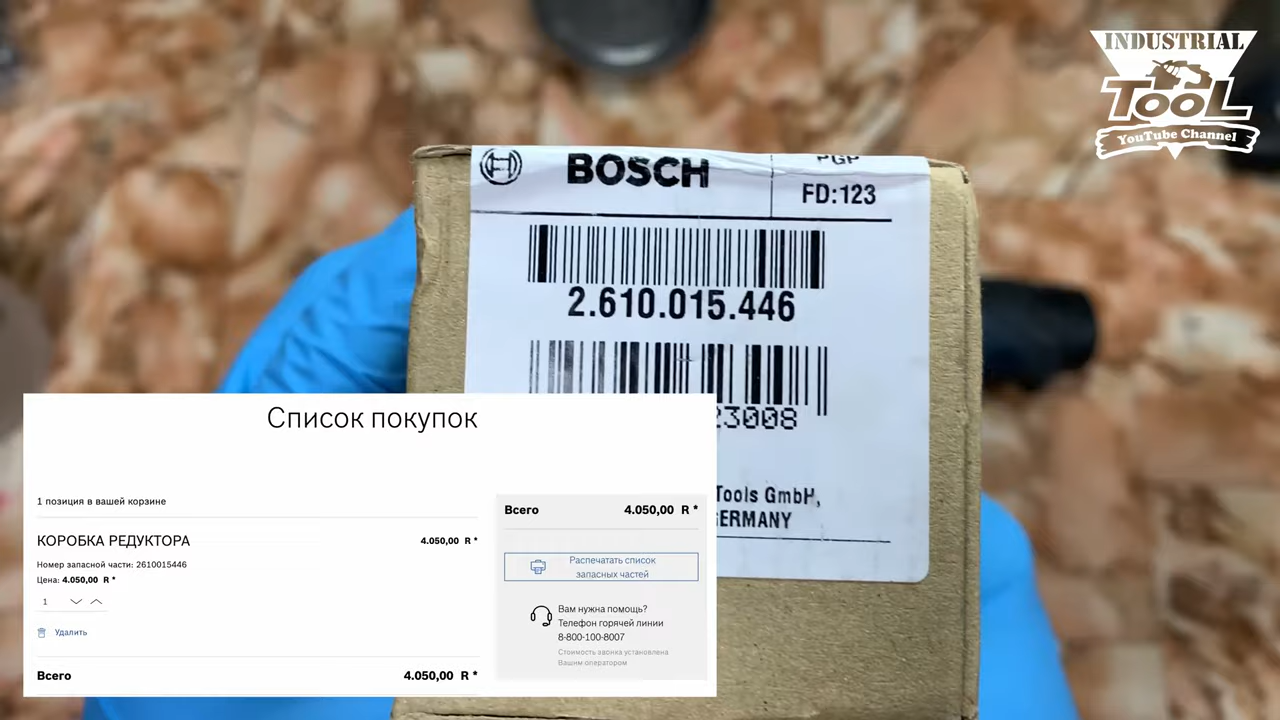 INDUSTRIAL
TOOL
YouTube Channel
BOSCH
PGP
FD:123
2.610.015.446
23008
Tools GmbH,
GERMANY
Список покупок
1 позиция в вашей корзине
КОРОБКА РЕДУКТОРА 4.050,00 R *
Номер запасной части: 2610015446
Цена: 4.050,00 R *
1
Удалить
Всего 4.050,00 R *
Всего 4.050,00 R *
Распечатать список
запасных частей
Вам нужна помощь?
Телефон горячей линии
8-800-100-8007
Стоимость звонка установлена
Вашим оператором